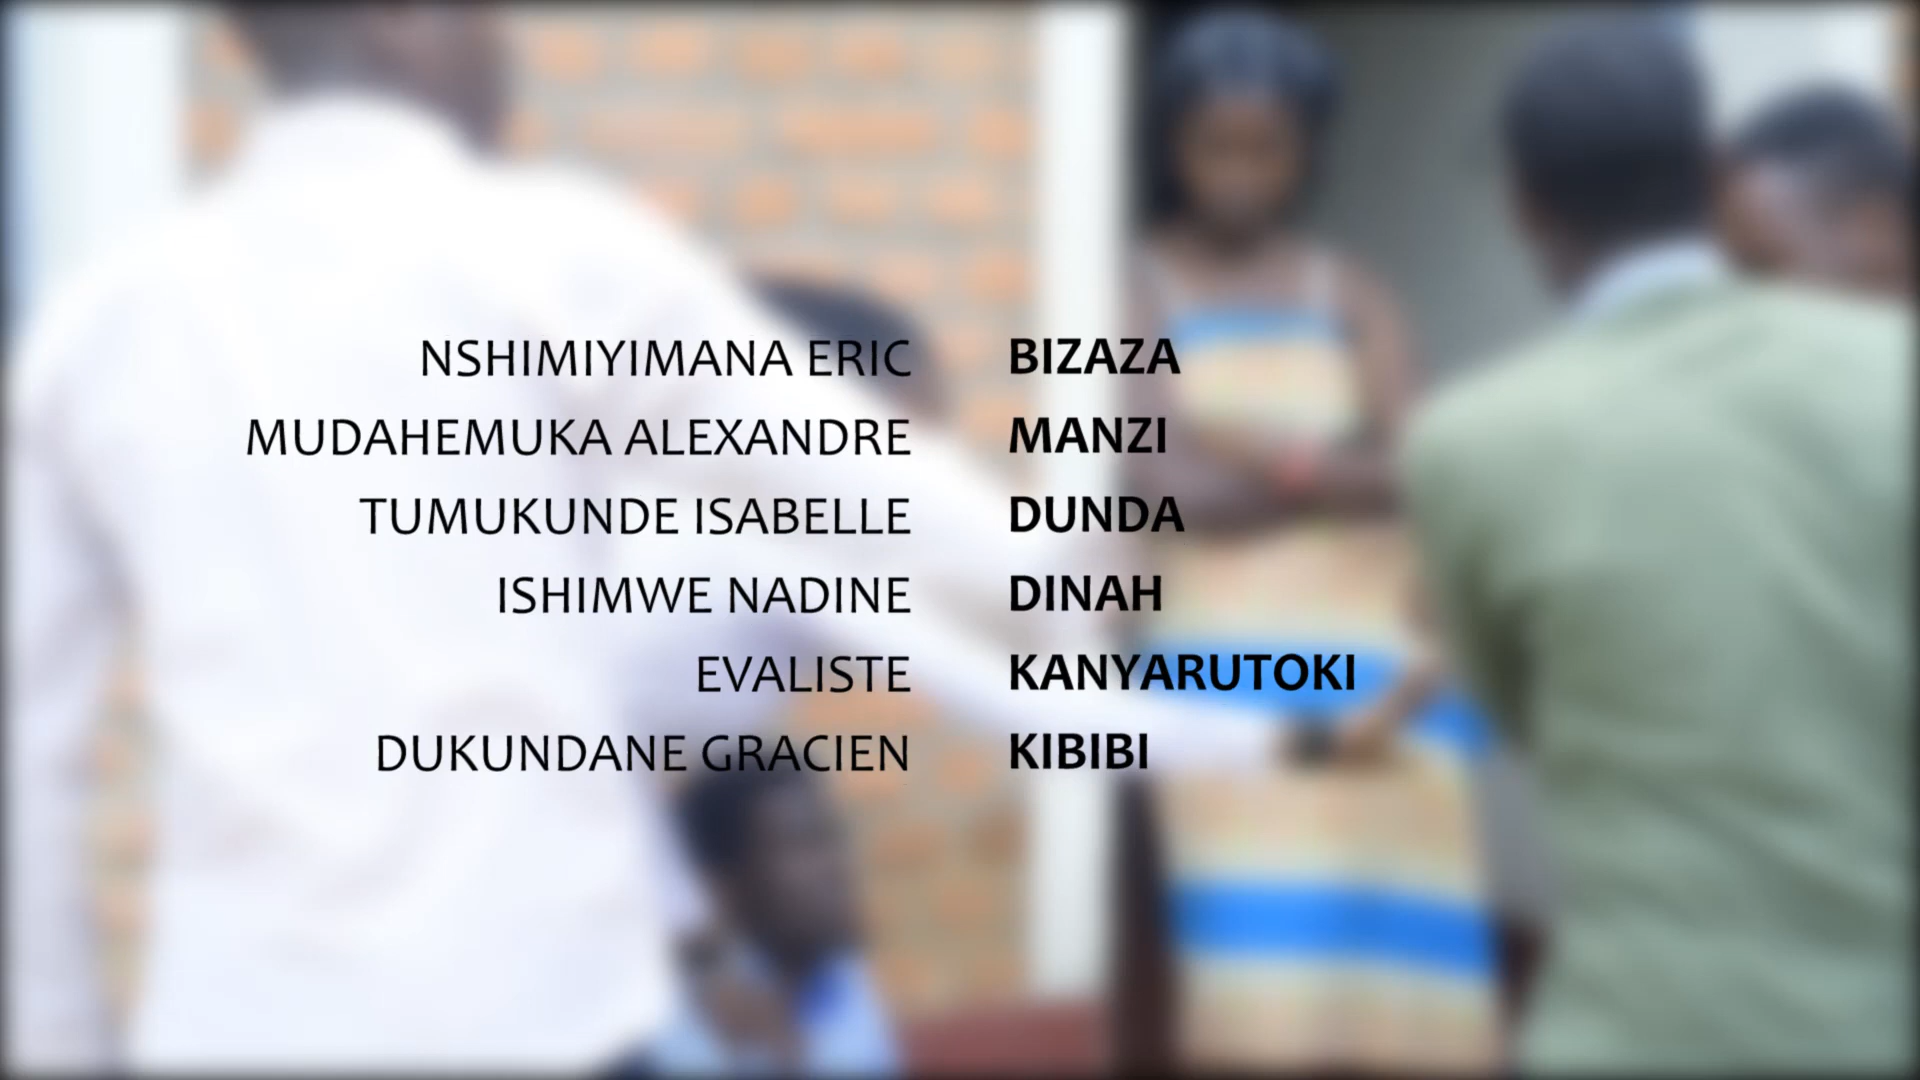 NSHIMIYIMANA ERIC BIZAZA
MUDAHEMUKA ALEXANDRE MANZI
TUMUKUNDE ISABELLE DUNDA
ISHIMWE NADINE DINAH
EVALISTE KANYARUTOKI
DUKUNDANE GRACIEN KIBIBI